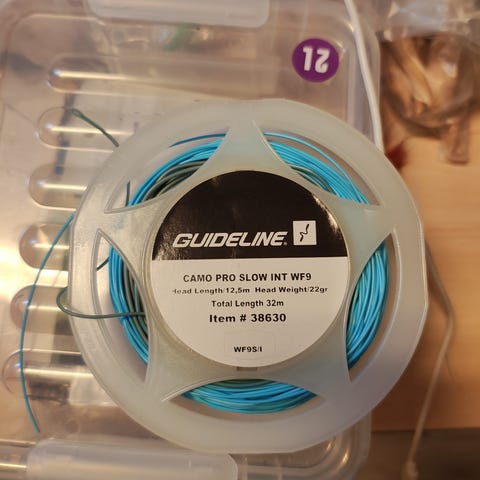 GUIDELINE®
CAMO PRO SLOW INT WF9
Head Length/12,5m Head Weight/22gr
Total Length 32m
Item # 38630
WF9S/I